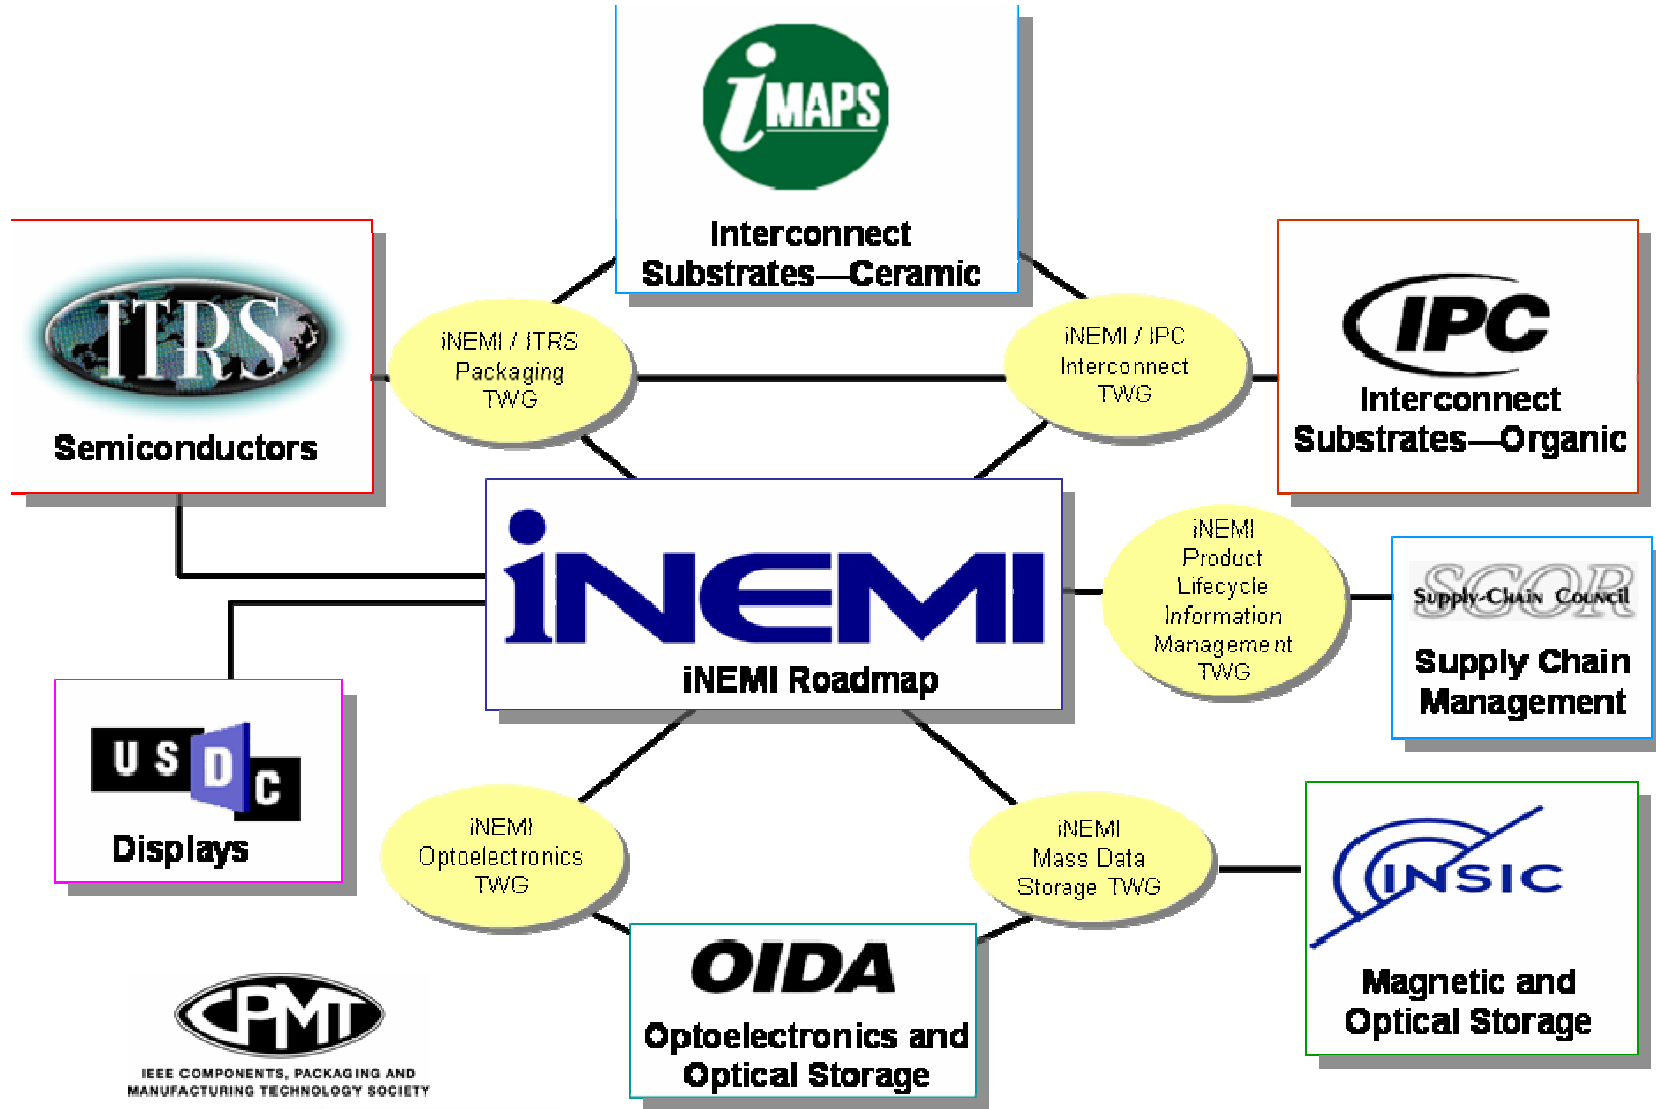 iMAPS
Interconnect
Substrates—Ceramic
ITRS
Semiconductors
iNEMI / ITRS
Packaging
TWG
iNEMI / IPC
Interconnect
TWG
IPC
Interconnect
Substrates—Organic
iNEMI
iNEMI Roadmap
iNEMI
Product
Lifecycle
Information
Management
TWG
SCOR
Supply-Chain Council
Supply Chain
Management
USDC
Displays
iNEMI
Optoelectronics
TWG
iNEMI
Mass Data
Storage TWG
INSIC
Magnetic and
Optical Storage
OIDA
Optoelectronics and
Optical Storage
CPMT
IEEE COMPONENTS, PACKAGING AND
MANUFACTURING TECHNOLOGY SOCIETY